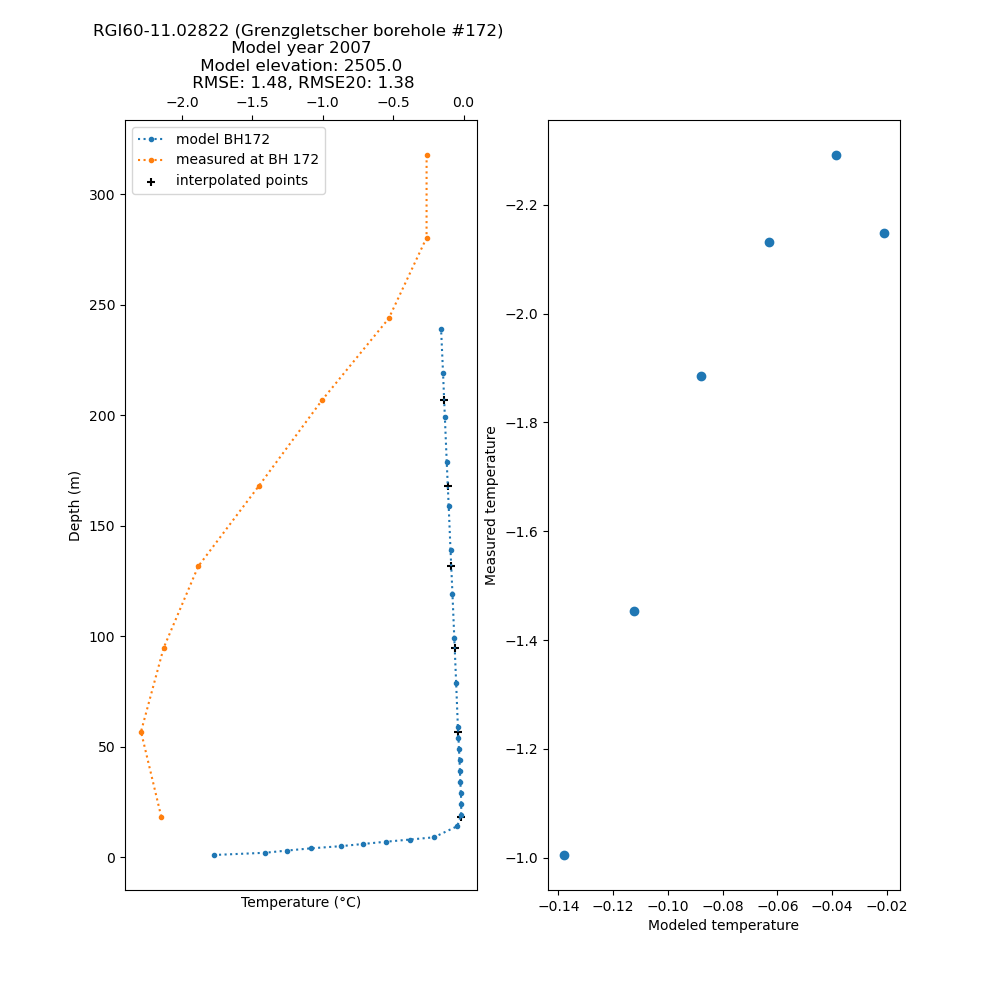 RGI60-11.02822 (Grenzgletscher borehole #172)
Model year 2007
Model elevation: 2505.0
RMSE: 1.48, RMSE20: 1.38
−2.0 −1.5 −1.0 −0.5 0.0
model BH172
measured at BH 172
interpolated points
300
250
200
150
100
50
0
Depth (m)
Temperature (°C)
−2.2
−2.0
−1.8
−1.6
−1.4
−1.2
−1.0
Measured temperature
−0.14 −0.12 −0.10 −0.08 −0.06 −0.04 −0.02
Modeled temperature